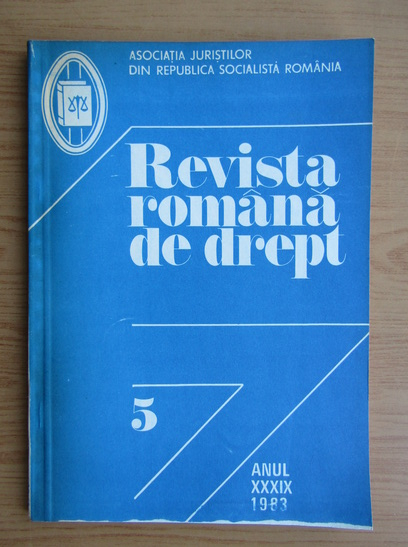 ASOCIAȚIA JURIȘTILOR
DIN REPUBLICA SOCIALISTĂ ROMÂNIA
Revista
română
de drept
5
ANUL
XXXIX
1983